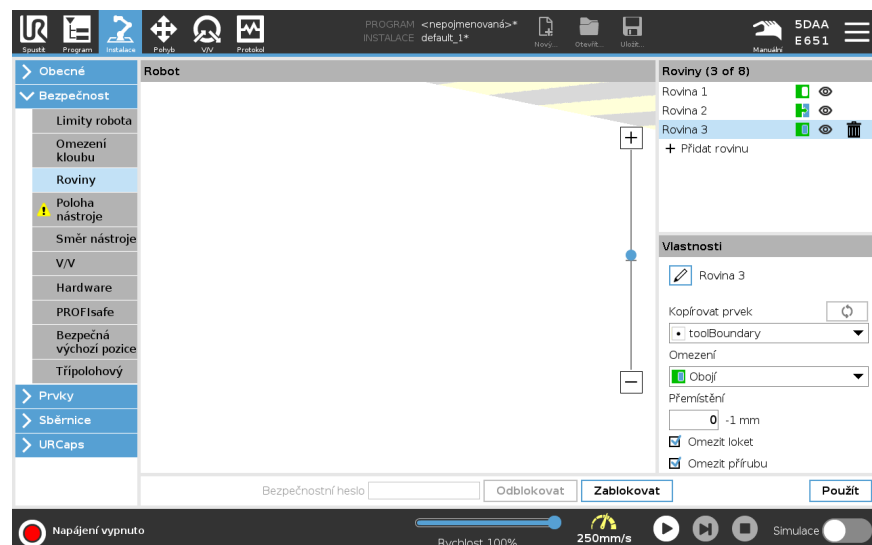 UR
PROGRAM <nepojmenovaná>*
INSTALACE default_1*
5DAA
E651
Spustit Program Instalace Pohyb V/V Protokol Nový... Otevřít... Uložit... Manuální
Obecné
Bezpečnost
Limity robota
Omezení
kloubu
Roviny
Poloha
nástroje
Směr nástroje
V/V
Hardware
PROFIsafe
Bezpečná
výchozí pozice
Třípolohový
Prvky
Sběrnice
URCaps
Robot
Roviny (3 of 8)
Rovina 1
Rovina 2
Rovina 3
+ Přidat rovinu
Vlastnosti
Rovina 3
Kopírovat prvek
toolBoundary
Omezení
Obojí
Přemístění
0 -1 mm
Omezit loket
Omezit přírubu
Bezpečnostní heslo Odblokovat Zablokovat Použít
Napájení vypnuto
Rychlost 100%
250mm/s
Simulace